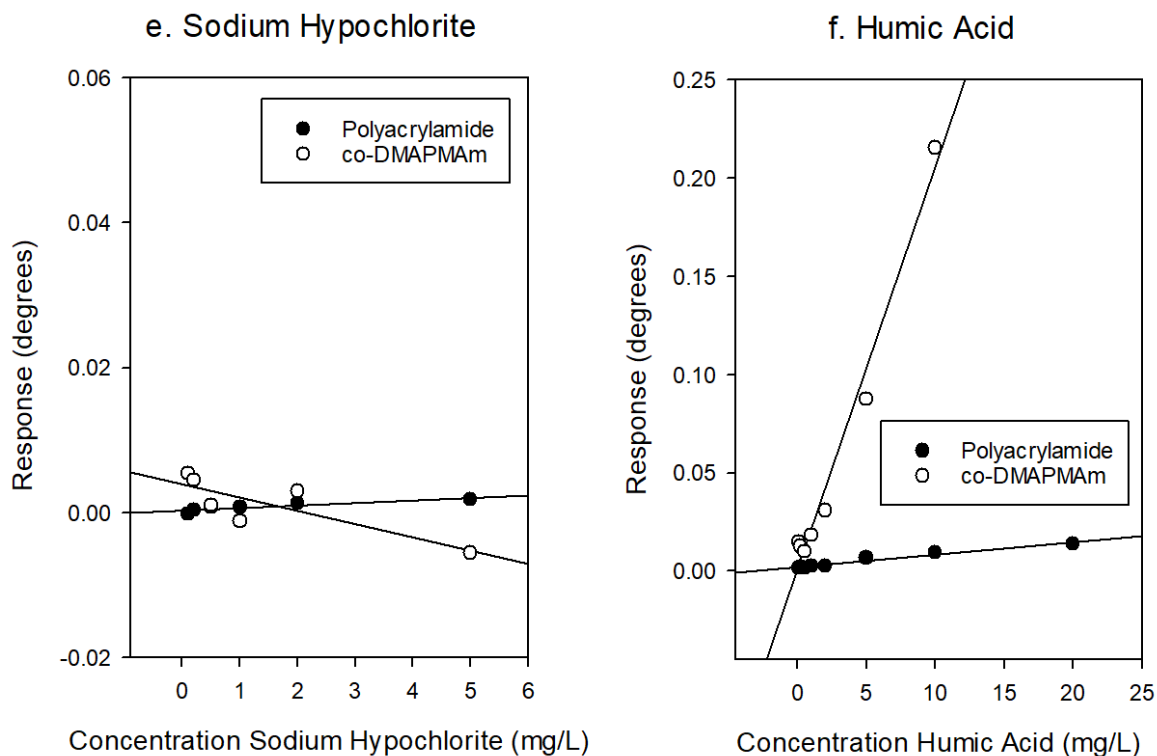 e. Sodium Hypochlorite
Response (degrees)
0.06
0.04
0.02
0.00
-0.02
Polyacrylamide
co-DMAPMAm
0 1 2 3 4 5 6
Concentration Sodium Hypochlorite (mg/L)
f. Humic Acid
Response (degrees)
0.25
0.20
0.15
0.10
0.05
0.00
Polyacrylamide
co-DMAPMAm
0 5 10 15 20 25
Concentration Humic Acid (mg/L)